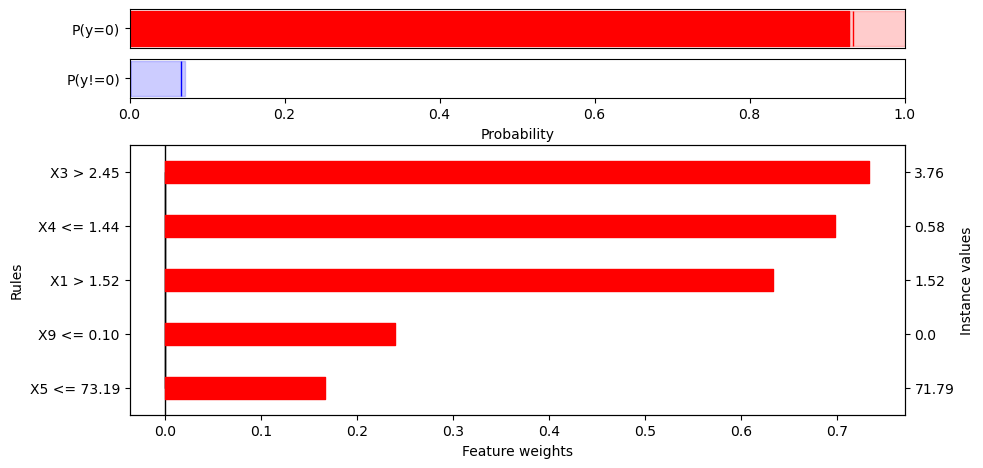 P(y=0)
P(y!=0)
0.0 0.2 0.4 0.6 0.8 1.0
Probability
X3 > 2.45 3.76
X4 <= 1.44 0.58
X1 > 1.52 1.52
X9 <= 0.10 0.0
X5 <= 73.19 71.79
Rules
Instance values
0.0 0.1 0.2 0.3 0.4 0.5 0.6 0.7
Feature weights